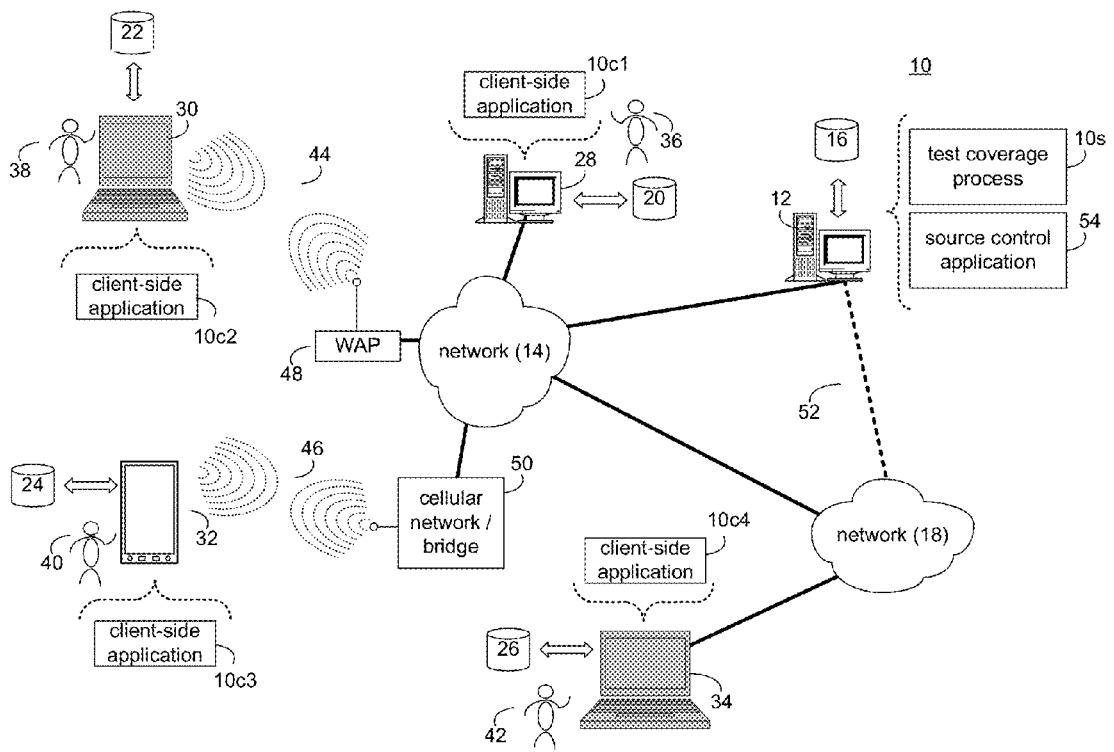 22
10
10c1
client-side
application
30
36
38
44
16
10s
test coverage
process
28
20
12
54
source control
application
client-side
application
10c2
WAP
48
network (14)
52
46
50
24
cellular
network /
bridge
32
10c4
network (18)
40
client-side
application
client-side
application
10c3
26
34
42